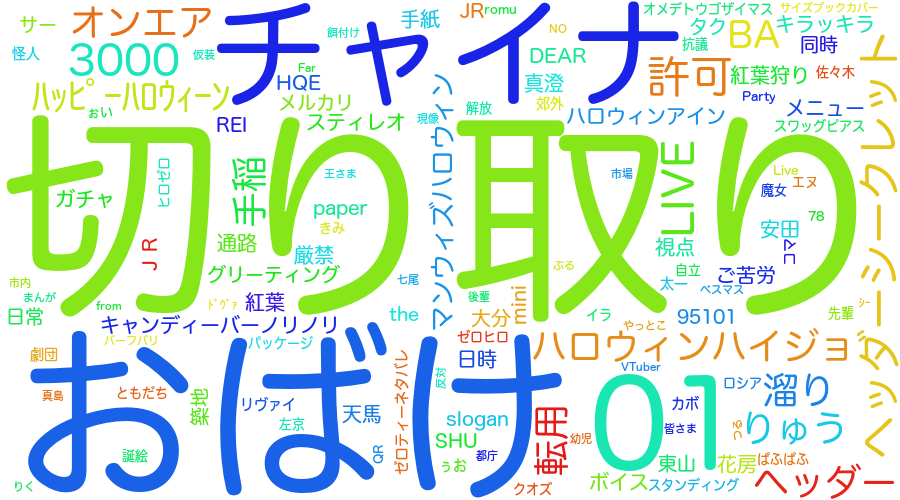 サー
オンエア
チャイナ
手紙
JR
romu
オメデトウゴザイマス
サイズブックカバー
怪人
3000
仮装
餌付け
NO
タク
BA
キラッキラ
抗議
同時
Far
HQE
DEAR
真澄
許可
紅葉狩り
佐々木
ハッピーハロウィーン
メルカリ
解放
郊外
Party
メニュー
ぉい
REI
スティレオ
現像
ハロウィンアイン
スワッグピアス
切り取り
ガチャ
ヒロゼロ
手稲
王さま
マンウィズハロウィン
市場
LIVE
Live
魔女
エヌ
paper
きみ
78
通路
厳禁
視点
安田
コマ
JR
グリーティング
七尾
ぶる
自立
ご苦労
太一
市内
まんが
紅葉
後輩
mini
ベスマス
日常
from
ドヴァ
the
大分
イラ
95101
先輩
シー
キャンディーバーノリノリ
やっとこ
バーフバリ
パッケージ
ゼロヒロ
ハロウィンハイジョ
ヘッダーシークレット
劇団
おばけ
日時
VTuber
真島
ともだち
ゼロティーネタバレ
反対
01
ロシア
溜り
築地
リヴァイ
天馬
slogan
カボ
左京
転用
皆さま
つる
りゅう
誕絵
QR
SHU
幼児
ぅお
都庁
東山
花房
ぱふぱふ
りく
クオズ
ボイス
スタンディング
ヘッダー